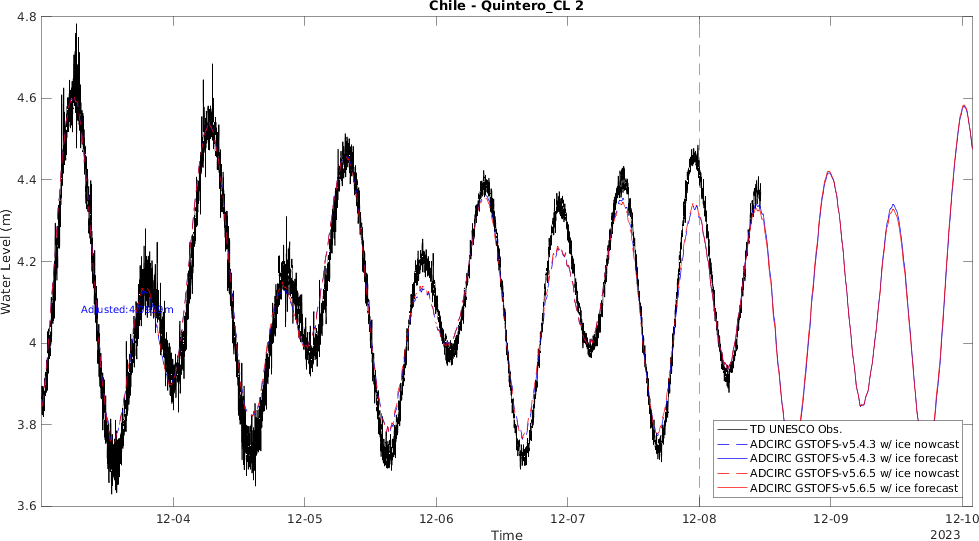 Chile - Quintero_CL 2
4.8
4.6
4.4
4.2
4
3.8
3.6
Water Level (m)
TD UNESCO Obs.
ADCIRC GSTOFS-v5.4.3 w/ ice nowcast
ADCIRC GSTOFS-v5.4.3 w/ ice forecast
ADCIRC GSTOFS-v5.6.5 w/ ice nowcast
ADCIRC GSTOFS-v5.6.5 w/ ice forecast
12-04
12-05
12-06
12-07
12-08
12-09
12-10
Time
2023